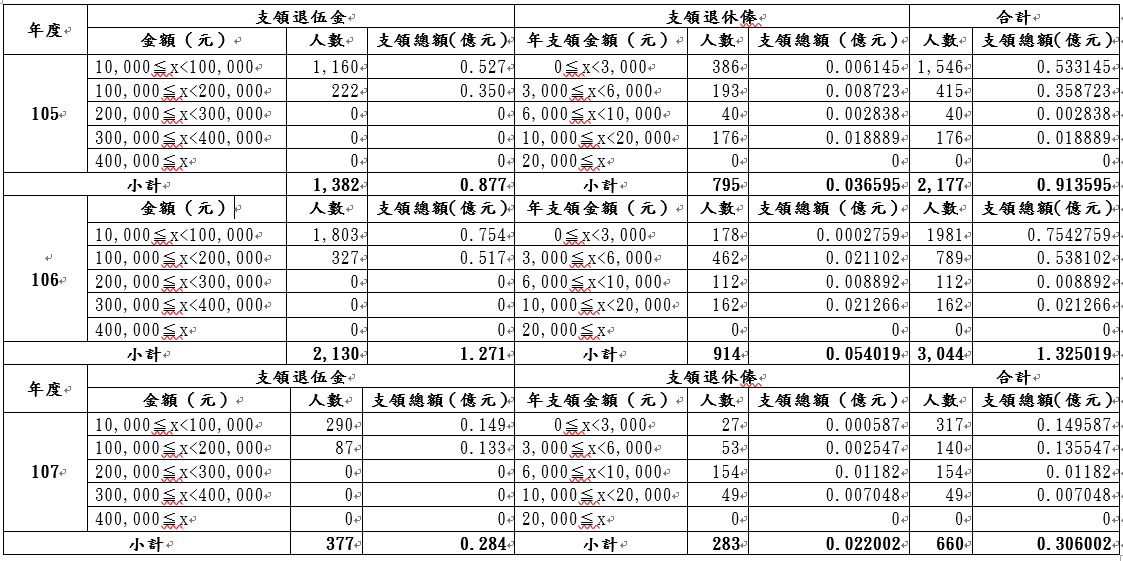 年度 支領退伍金 支領退休俸 合計
金額（元） 人數 支領總額(億元) 年支領金額（元） 人數 支領總額（億元） 人數 支領總額(億元)
105 10,000≦x<100,000 1,160 0.527 0≦x<3,000 386 0.006145 1,546 0.533145
100,000≦x<200,000 222 0.350 3,000≦x<6,000 193 0.008723 415 0.358723
200,000≦x<300,000 0 0 6,000≦x<10,000 40 0.002838 40 0.002838
300,000≦x<400,000 0 0 10,000≦x<20,000 176 0.018889 176 0.018889
400,000≦x 0 0 20,000≦x 0 0 0 0
小計 1,382 0.877 小計 795 0.036595 2,177 0.913595
金額（元） 人數 支領總額(億元) 年支領金額（元） 人數 支領總額（億元） 人數 支領總額(億元)
106 10,000≦x<100,000 1,803 0.754 0≦x<3,000 178 0.0002759 1981 0.7542759
100,000≦x<200,000 327 0.517 3,000≦x<6,000 462 0.021102 789 0.538102
200,000≦x<300,000 0 0 6,000≦x<10,000 112 0.008892 112 0.008892
300,000≦x<400,000 0 0 10,000≦x<20,000 162 0.021266 162 0.021266
400,000≦x 0 0 20,000≦x 0 0 0 0
小計 2,130 1.271 小計 914 0.054019 3,044 1.325019
年度 支領退伍金 支領退休俸 合計
金額（元） 人數 支領總額(億元) 年支領金額（元） 人數 支領總額（億元） 人數 支領總額(億元)
107 10,000≦x<100,000 290 0.149 0≦x<3,000 27 0.000587 317 0.149587
100,000≦x<200,000 87 0.133 3,000≦x<6,000 53 0.002547 140 0.135547
200,000≦x<300,000 0 0 6,000≦x<10,000 154 0.01182 154 0.01182
300,000≦x<400,000 0 0 10,000≦x<20,000 49 0.007048 49 0.007048
400,000≦x 0 0 20,000≦x 0 0 0 0
小計 377 0.284 小計 283 0.022002 660 0.306002